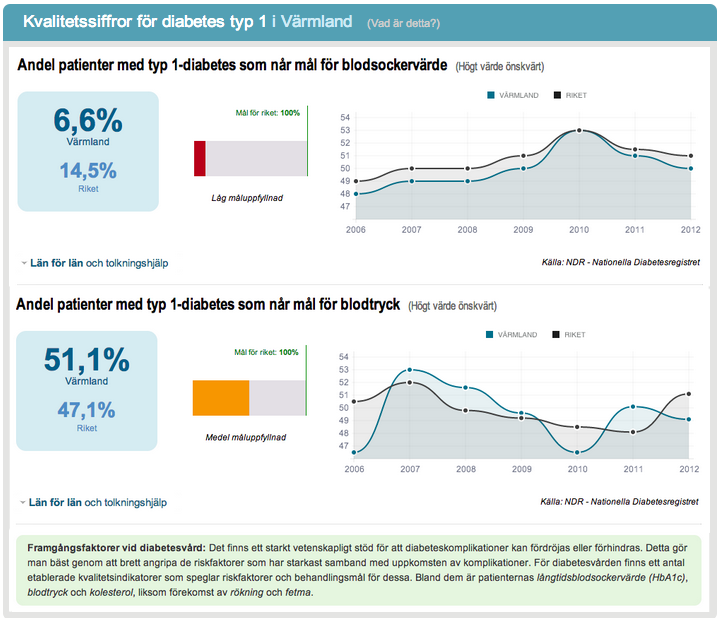 Kvalitetssiffror för diabetes typ 1 i Värmland (Vad är detta?)
Andel patienter med typ 1-diabetes som når mål för blodsockervärde (Högt värde önskvärt)
6,6%
Värmland
14,5%
Riket
Mål för riket: 100%
Låg måluppfyllnad
VÄRMLAND RIKET
54
53
52
51
50
49
48
47
2006 2007 2008 2009 2010 2011 2012
Län för län och tolkningshjälp
Källa: NDR - Nationella Diabetesregistret
Andel patienter med typ 1-diabetes som når mål för blodtryck (Högt värde önskvärt)
51,1%
Värmland
47,1%
Riket
Mål för riket: 100%
Medel måluppfyllnad
VÄRMLAND RIKET
54
53
52
51
50
49
48
47
2006 2007 2008 2009 2010 2011 2012
Län för län och tolkningshjälp
Källa: NDR - Nationella Diabetesregistret
Framgångsfaktorer vid diabetesvård: Det finns ett starkt vetenskapligt stöd för att diabeteskomplikationer kan fördröjas eller förhindras. Detta gör
man bäst genom att brett angripa de riskfaktorer som har starkast samband med uppkomsten av komplikationer. För diabetesvården finns ett antal
etablerade kvalitetsindikatorer som speglar riskfaktorer och behandlingsmål för dessa. Bland dem är patienternas långtidsblodsockervärde (HbA1c),
blodtryck och kolesterol, liksom förekomst av rökning och fetma.